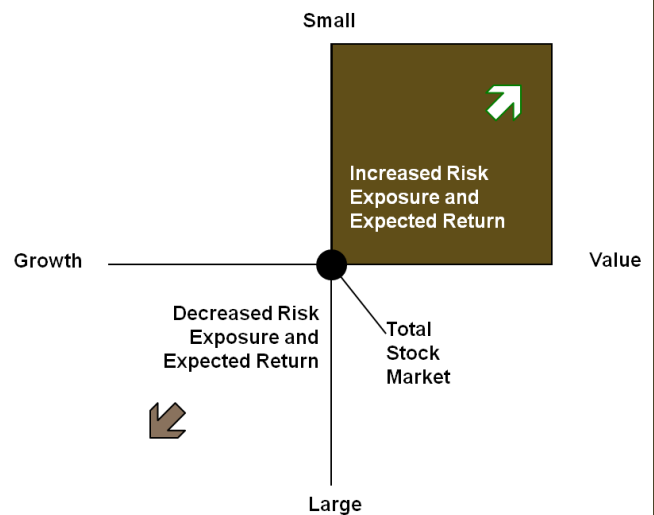 Small
Increased Risk
Exposure and
Expected Return
Growth
Value
Decreased Risk
Exposure and
Expected Return
Total
Stock
Market
Large